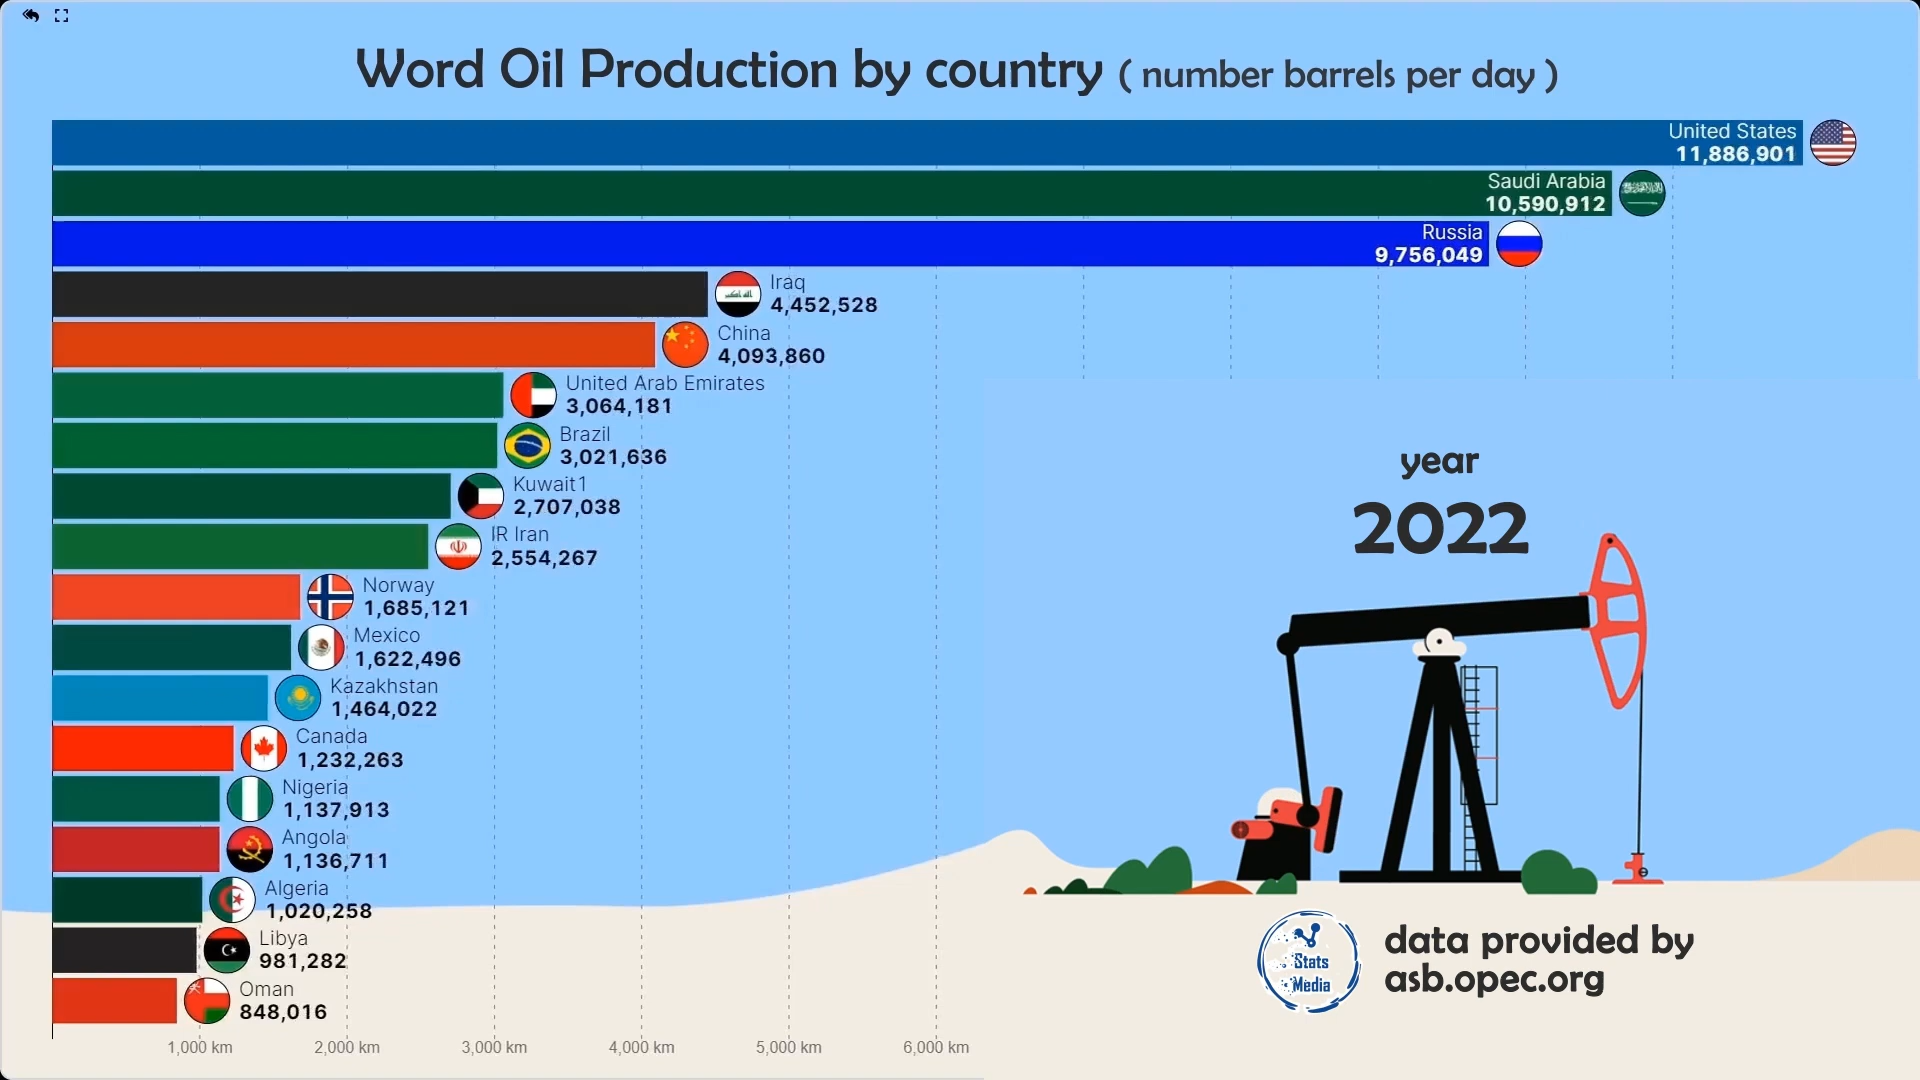 Word Oil Production by country ( number barrels per day )
United States
11,886,901
Saudi Arabia
10,590,912
Russia
9,756,049
Iraq
4,452,528
China
4,093,860
United Arab Emirates
3,064,181
Brazil
3,021,636
Kuwait1
2,707,038
IR Iran
2,554,267
Norway
1,685,121
Mexico
1,622,496
Kazakhstan
1,464,022
Canada
1,232,263
Nigeria
1,137,913
Angola
1,136,711
Algeria
1,020,258
Libya
981,282
Oman
848,016
1,000 km 2,000 km 3,000 km 4,000 km 5,000 km 6,000 km
year
2022
Stats
Media
data provided by
asb.opec.org